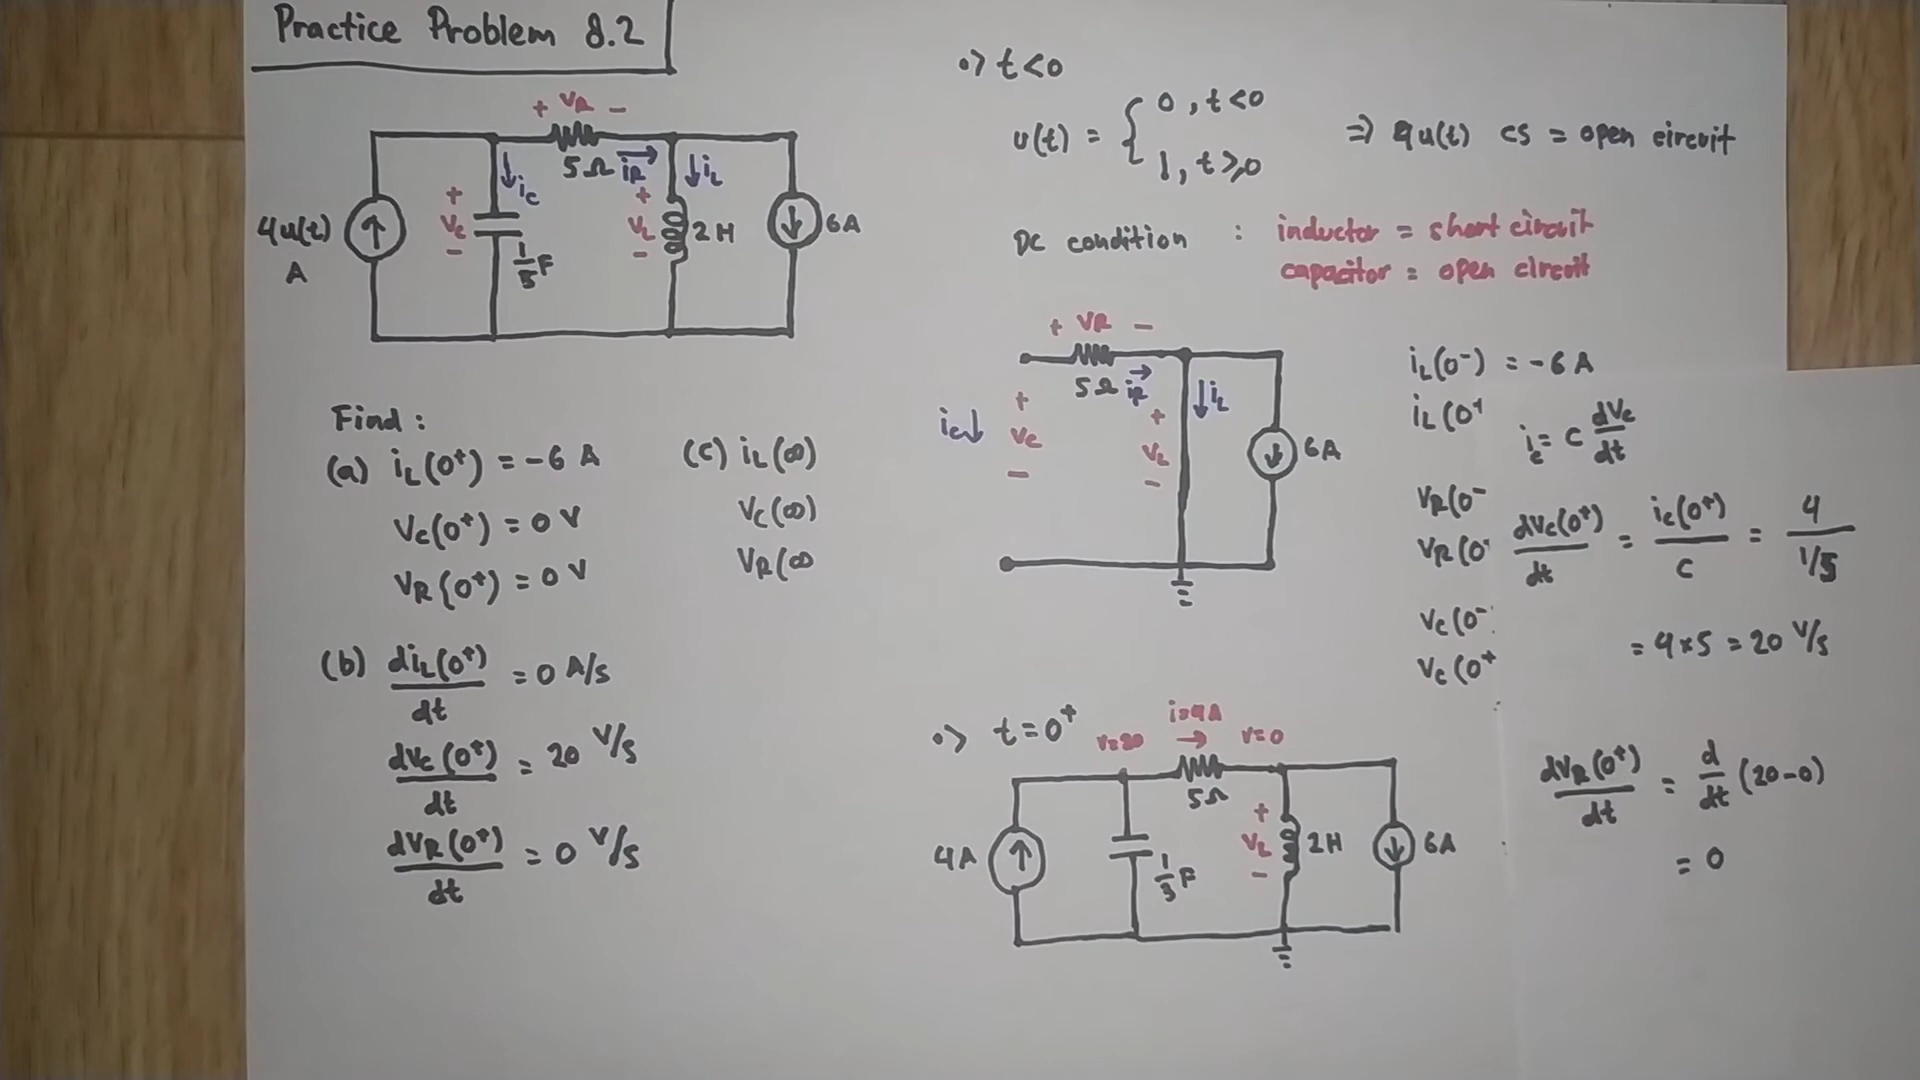 Practice Problem 8.2
+ VR -
5Ω iR
ic
iL
4u(t)
A
+
Vc
-
1/5 F
+
VL
-
2H
6A
Find :
(a) iL(0+) = -6 A
Vc(0+) = 0 V
VR(0+) = 0 V
(b) diL(0+)/dt = 0 A/s
dVc(0+)/dt = 20 V/s
dVR(0+)/dt = 0 V/s
(c) iL(∞)
Vc(∞)
VR(∞
•> t<0
u(t) = { 0 , t<0
1, t≥0
⇒ 4u(t) cs = open circuit
DC condition : inductor = short circuit
capacitor = open circuit
+ VR -
5Ω iR
ic
+
Vc
-
+
VL
-
iL
6A
iL(0-) = -6 A
iL(0+
VR(0-
VR(0+
Vc(0-
Vc(0+
ic = C dVc/dt
dVc(0+)/dt = ic(0+)/C = 4/(1/5)
= 4x5 = 20 V/s
dVR(0+)/dt = d/dt (20-0)
= 0
•> t=0+
V=20
i=4A
V=0
5Ω
4A
F
+
VL
-
2H
6A